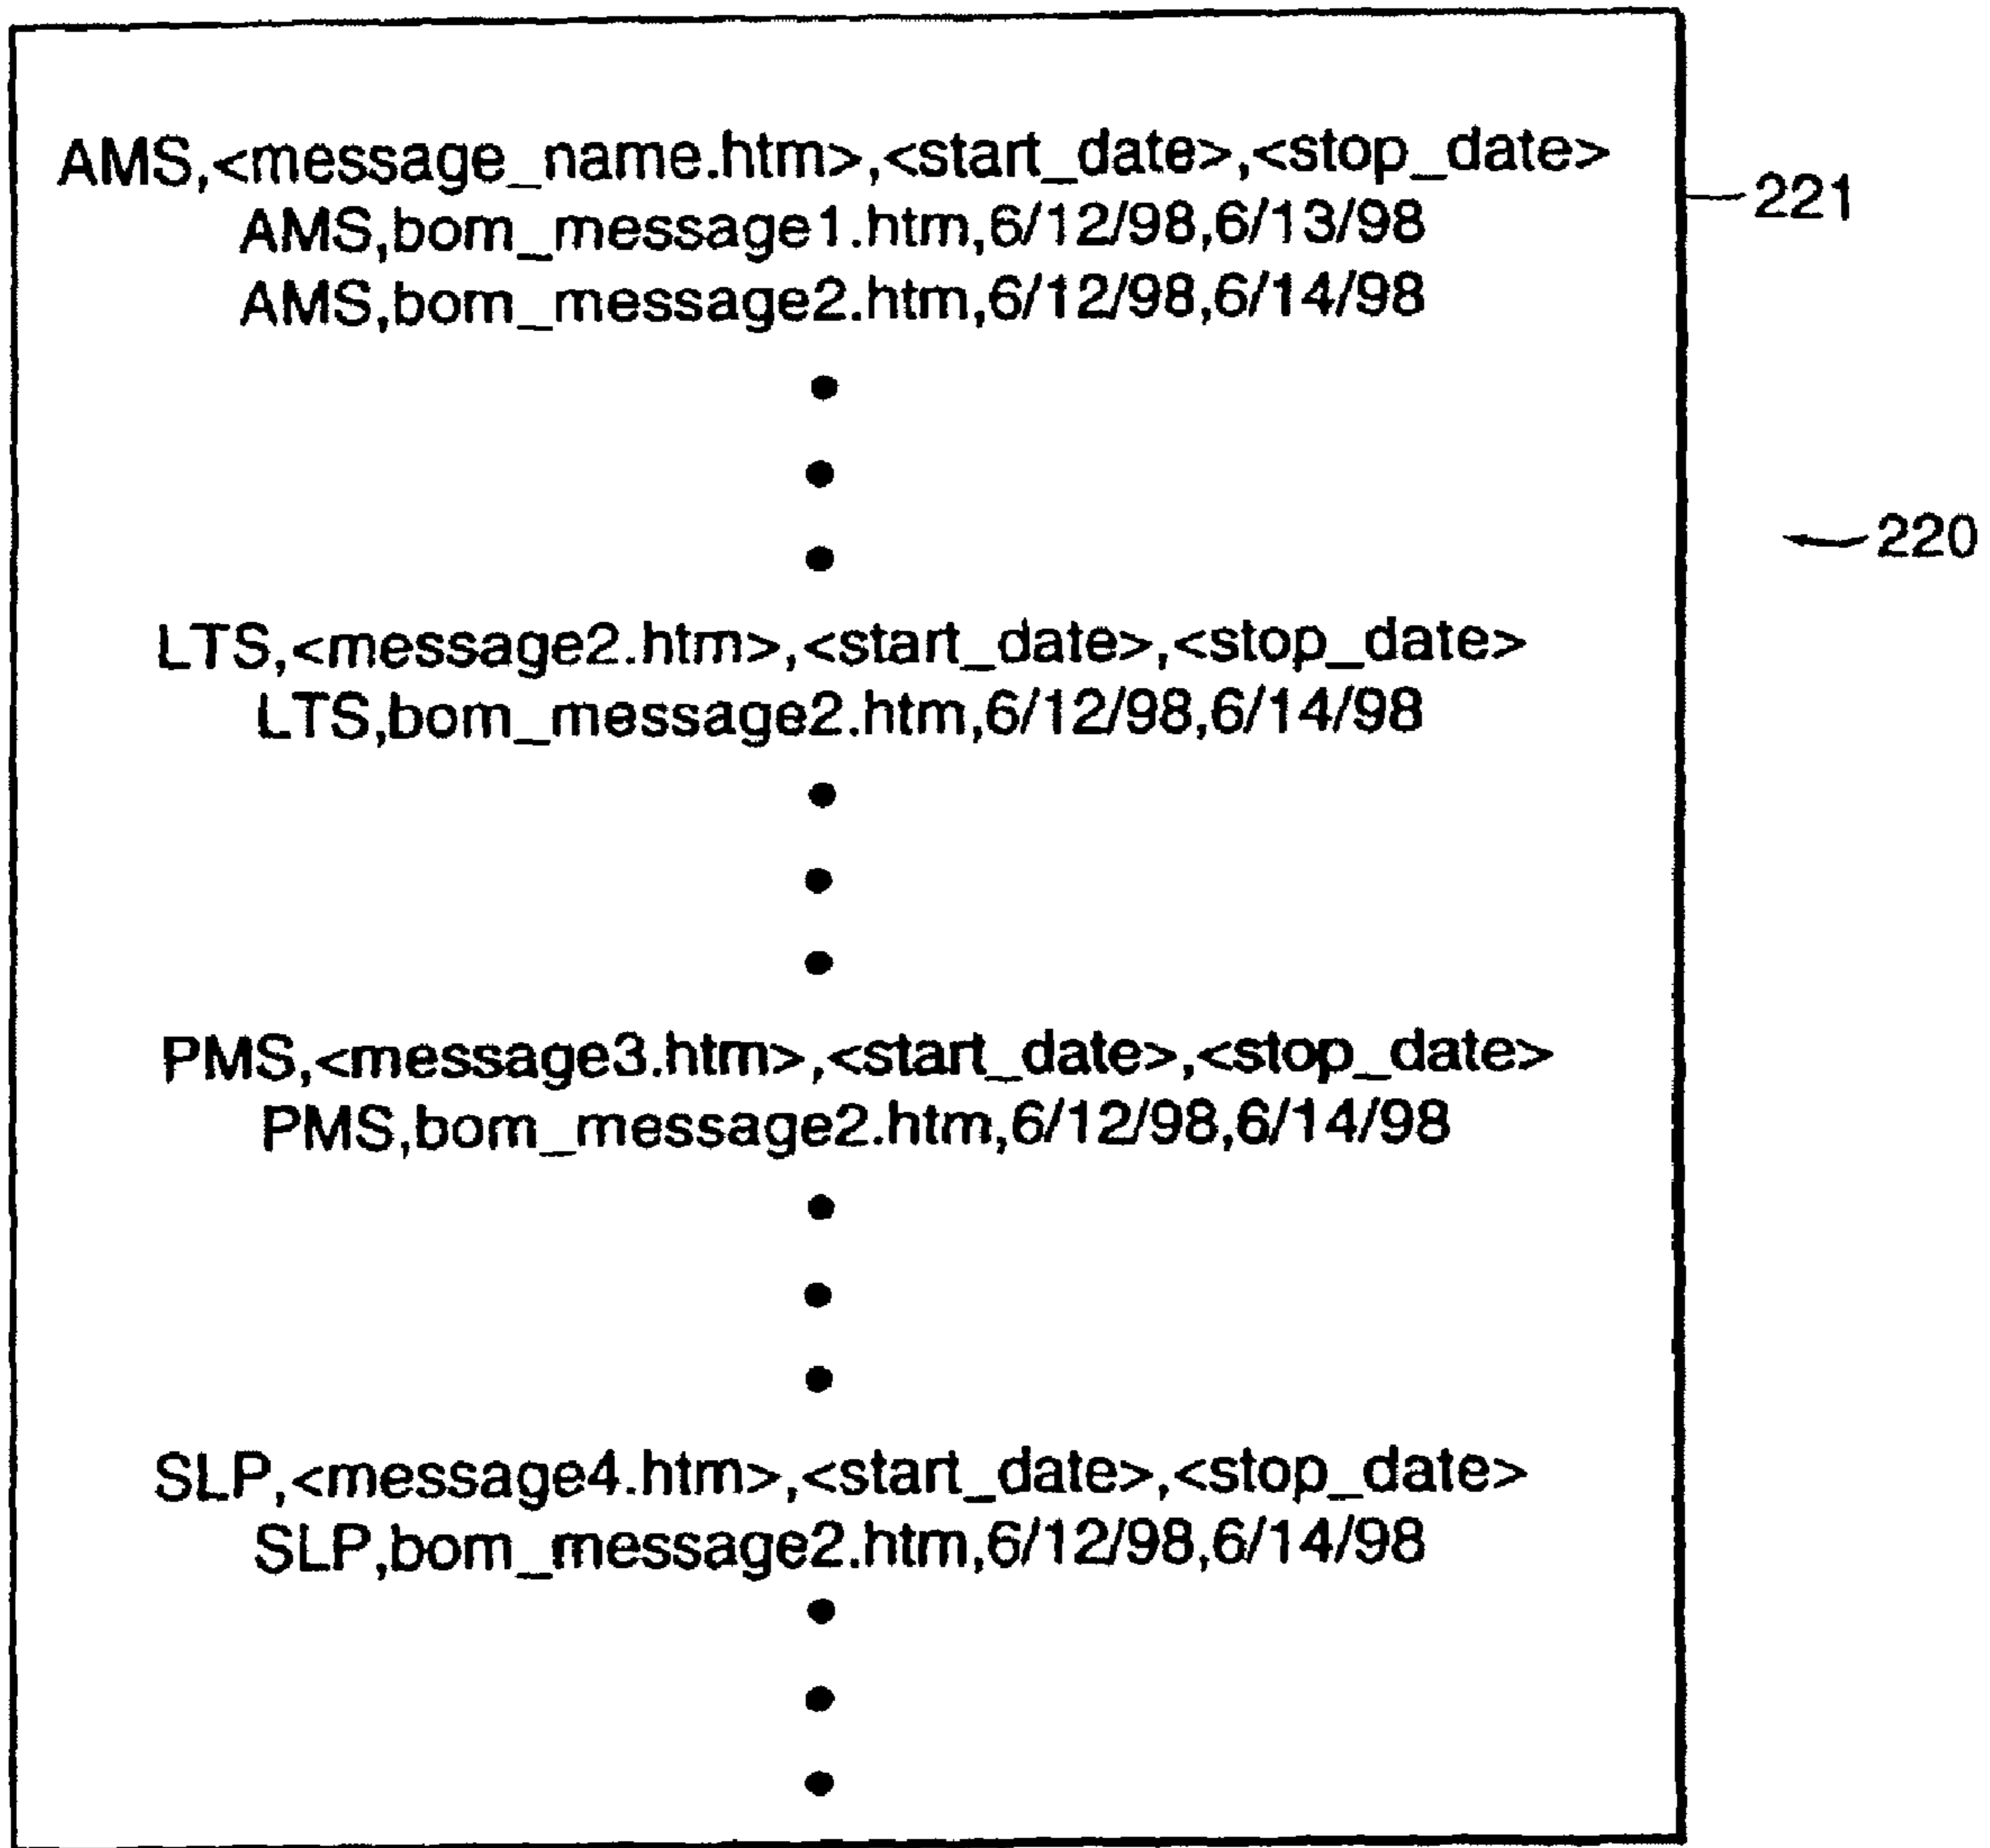 AMS,<message_name.htm>,<start_date>,<stop_date>
AMS,bom_message1.htm,6/12/98,6/13/98
AMS,bom_message2.htm,6/12/98,6/14/98
221
220
LTS,<message2.htm>,<start_date>,<stop_date>
LTS,bom_message2.htm,6/12/98,6/14/98
PMS,<message3.htm>,<start_date>,<stop_date>
PMS,bom_message2.htm,6/12/98,6/14/98
SLP,<message4.htm>,<start_date>,<stop_date>
SLP,bom_message2.htm,6/12/98,6/14/98